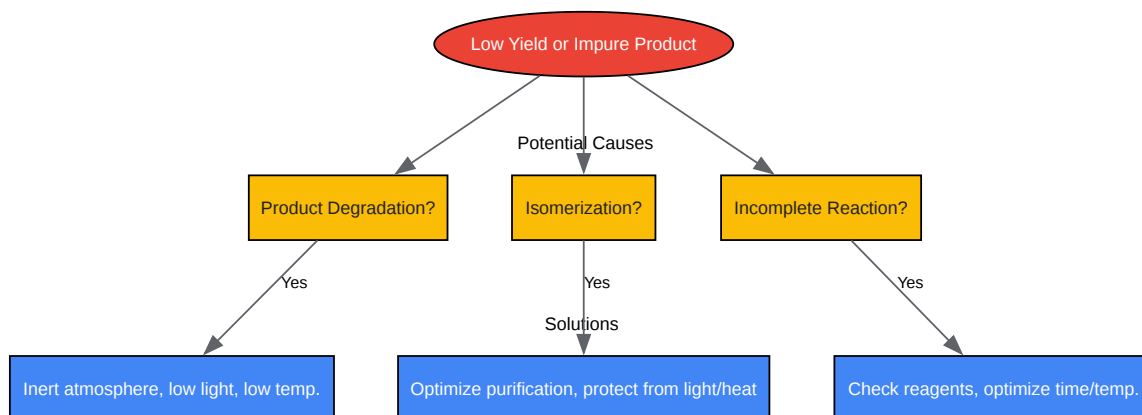 Low Yield or Impure Product
Potential Causes
Product Degradation?
Isomerization?
Incomplete Reaction?
Yes
Yes
Yes
Solutions
Inert atmosphere, low light, low temp.
Optimize purification, protect from light/heat
Check reagents, optimize time/temp.